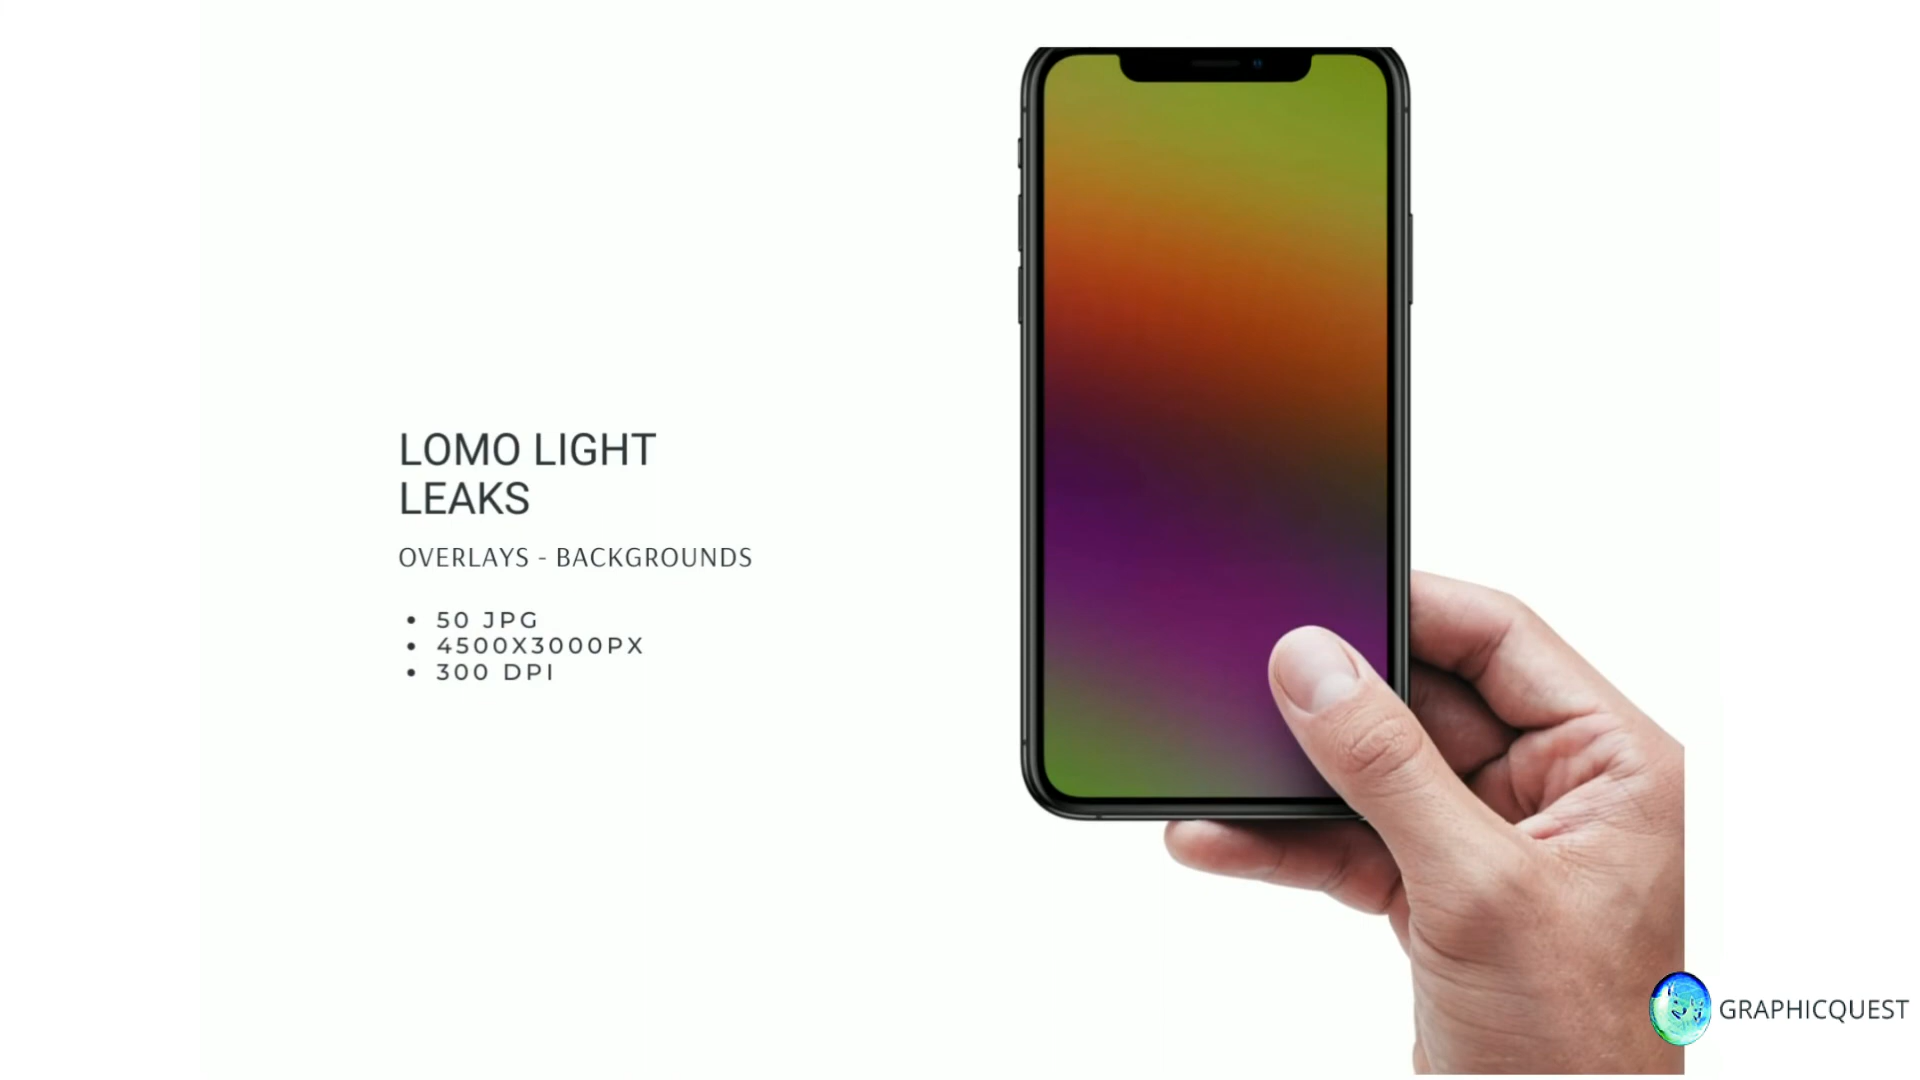 LOMO LIGHT
LEAKS
OVERLAYS - BACKGROUNDS
• 50 JPG
• 4500X3000PX
• 300 DPI
GRAPHICQUEST